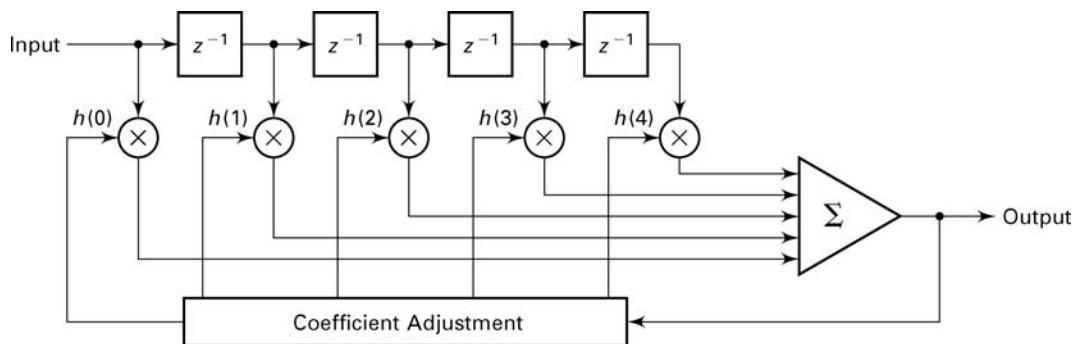 Input
z⁻¹
z⁻¹
z⁻¹
z⁻¹
h(0)
h(1)
h(2)
h(3)
h(4)
×
×
×
×
×
Σ
Output
Coefficient Adjustment